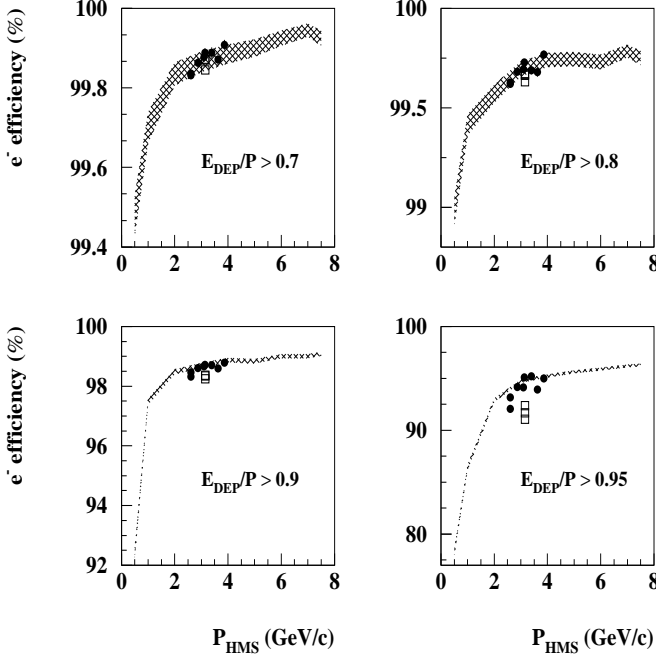 e⁻ efficiency (%)
100
99.8
99.6
99.4
0 2 4 6 8
E_DEP/P > 0.7
99.5
99
0 2 4 6 8
E_DEP/P > 0.8
e⁻ efficiency (%)
100
98
96
94
92
0 2 4 6 8
E_DEP/P > 0.9
P_HMS (GeV/c)
100
90
80
0 2 4 6 8
E_DEP/P > 0.95
P_HMS (GeV/c)